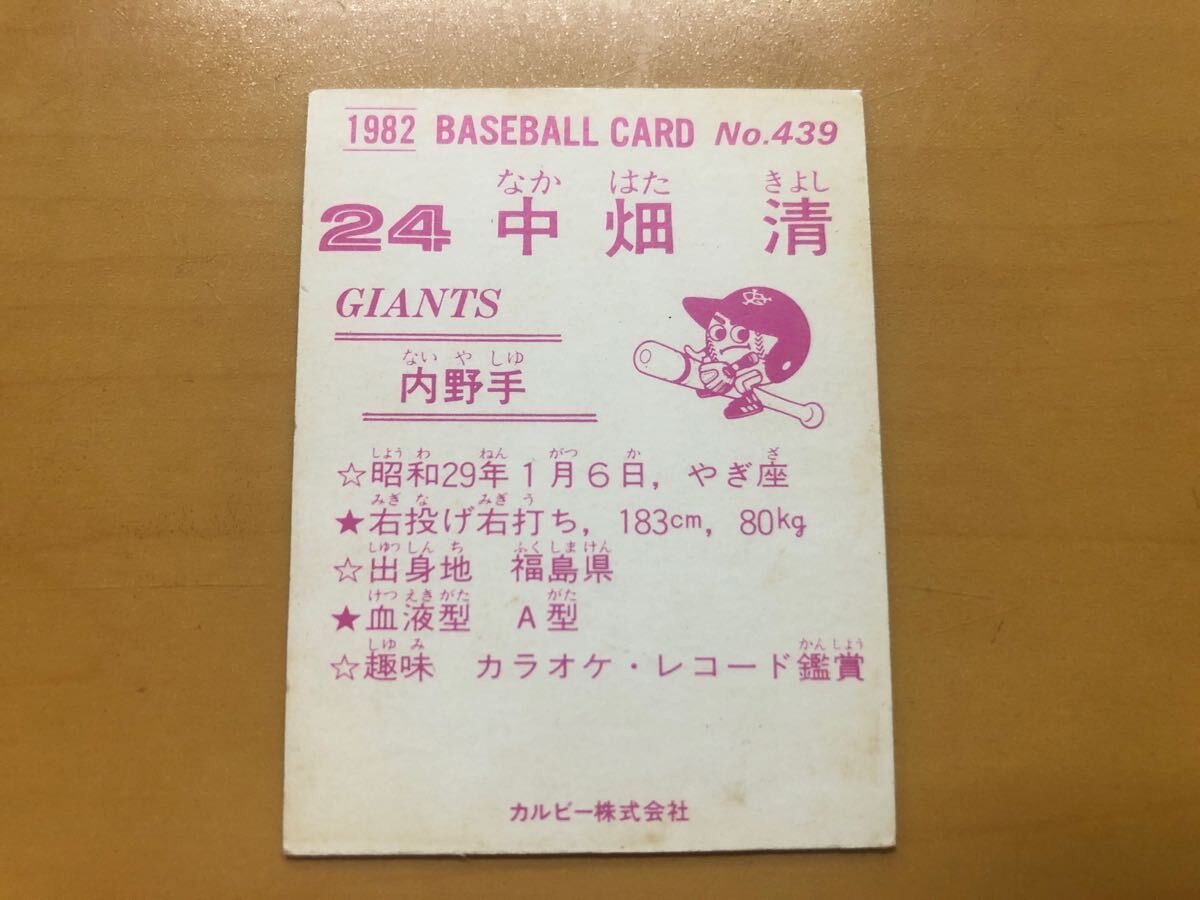 1982 BASEBALL CARD No.439
なか はた きよし
24 中畑 清
GIANTS
ない や しゆ
内野手
しよう わ ねん がつ か ざ
☆昭和29年1月6日, やぎ座
みぎ な みぎ う
★右投げ右打ち, 183cm, 80kg
しゆつ しん ち ふく しま けん
☆出身地 福島県
けつ えき がた がた
★血液型 A型
しゆ み かん しよう
☆趣味 カラオケ・レコード鑑賞
カルビー株式会社